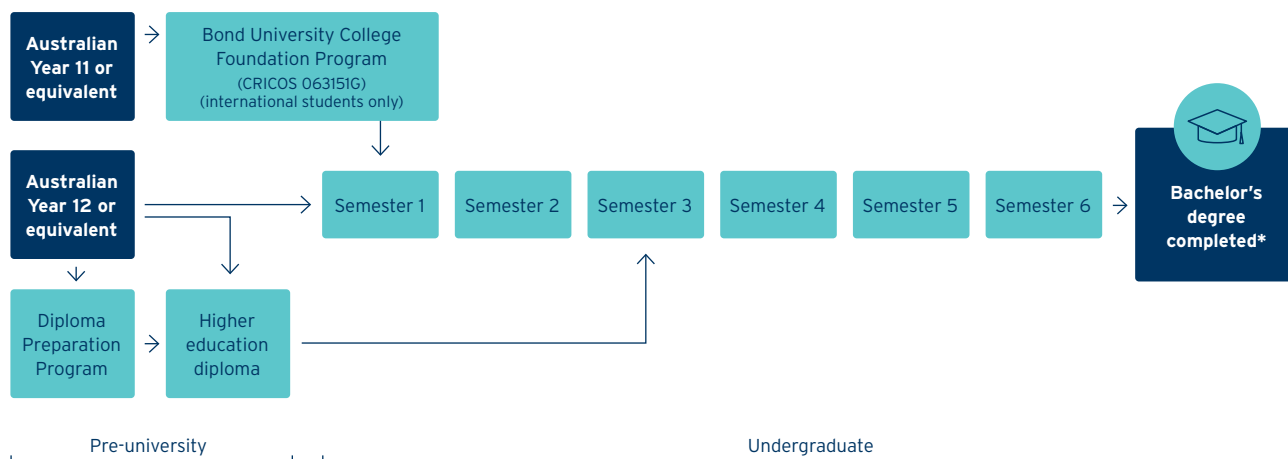 Australian
Year 11 or
equivalent
Bond University College
Foundation Program
(CRICOS 063151G)
(international students only)
Australian
Year 12 or
equivalent
Semester 1
Semester 2
Semester 3
Semester 4
Semester 5
Semester 6
Bachelor's
degree
completed*
Diploma
Preparation
Program
Higher
education
diploma
Pre-university
Undergraduate